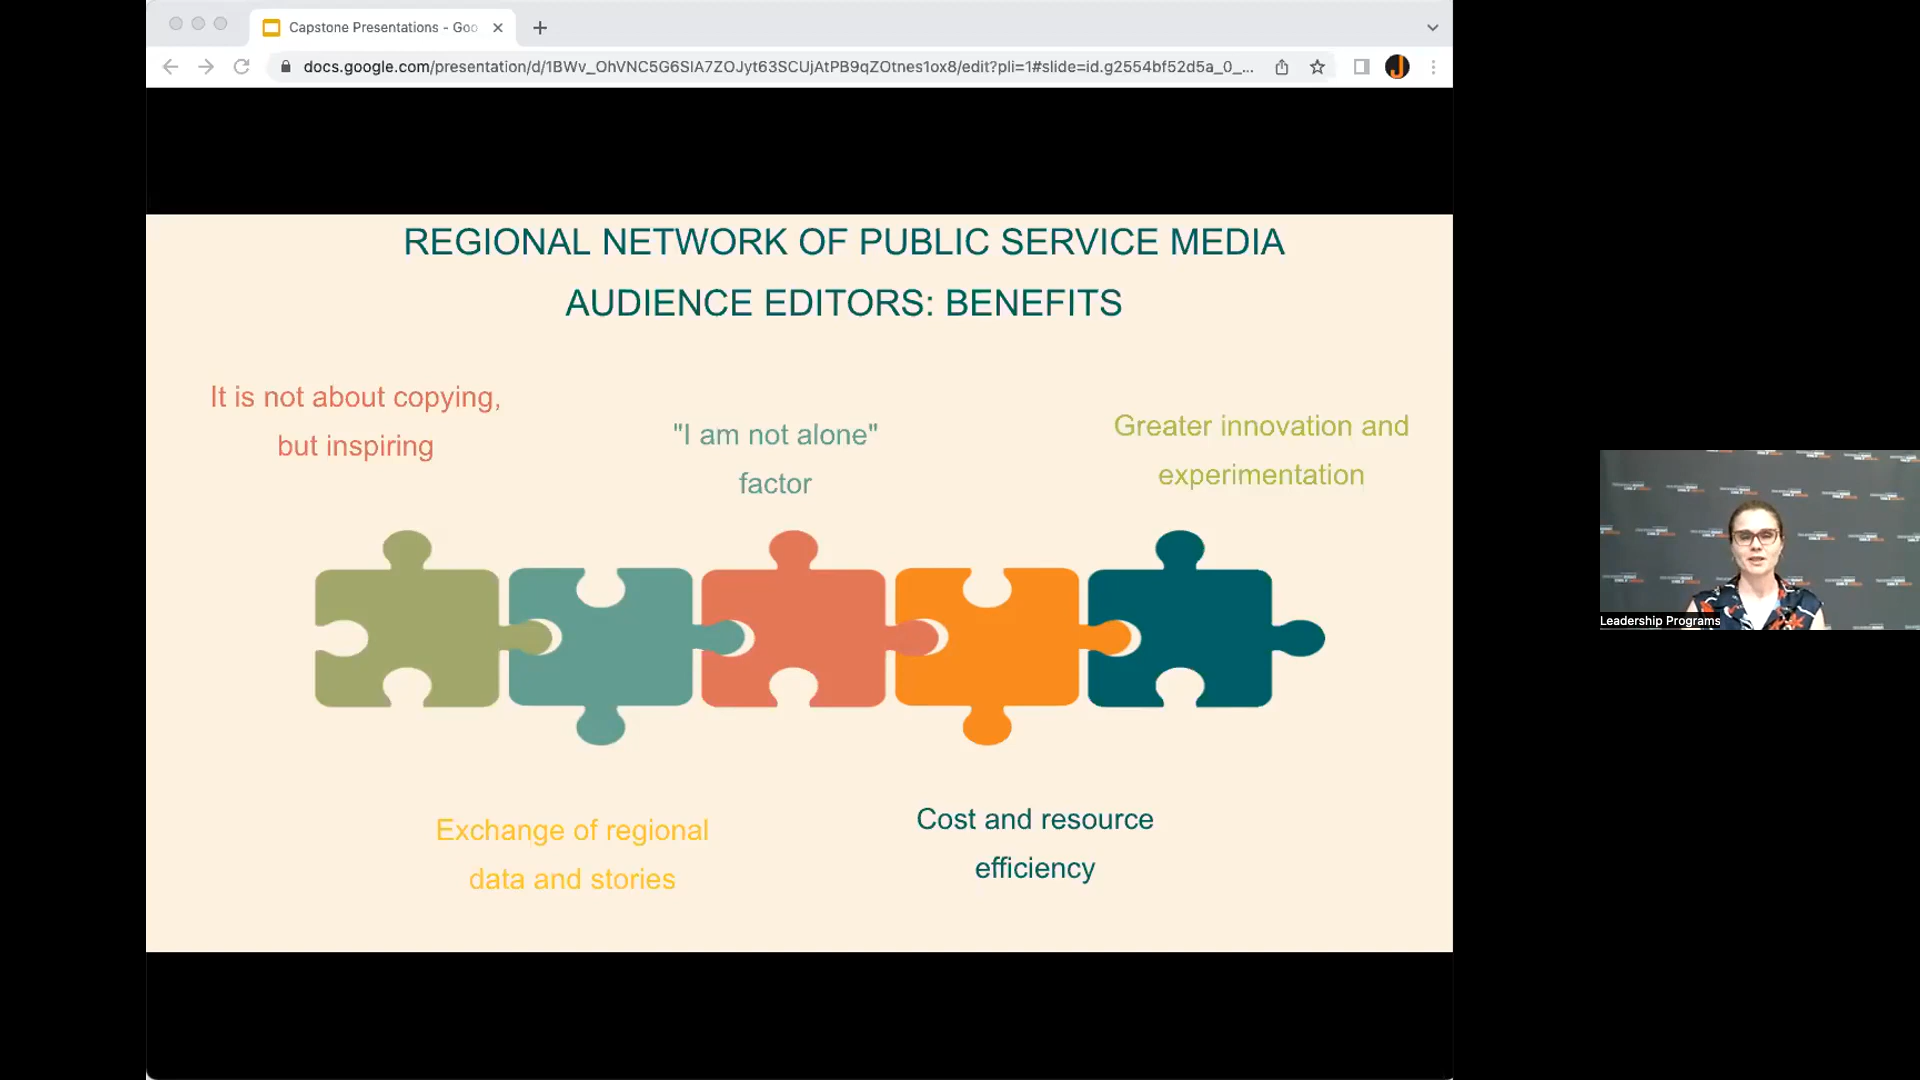 Capstone Presentations - Goo
docs.google.com/presentation/d/1BWv_OhVNC5G6SlA7ZOJyt63SCUjAtPB9qZOtnes1ox8/edit?pli=1#slide=id.g2554bf52d5a_0_...
REGIONAL NETWORK OF PUBLIC SERVICE MEDIA
AUDIENCE EDITORS: BENEFITS
It is not about copying,
but inspiring
"I am not alone"
factor
Greater innovation and
experimentation
Exchange of regional
data and stories
Cost and resource
efficiency
Leadership Programs